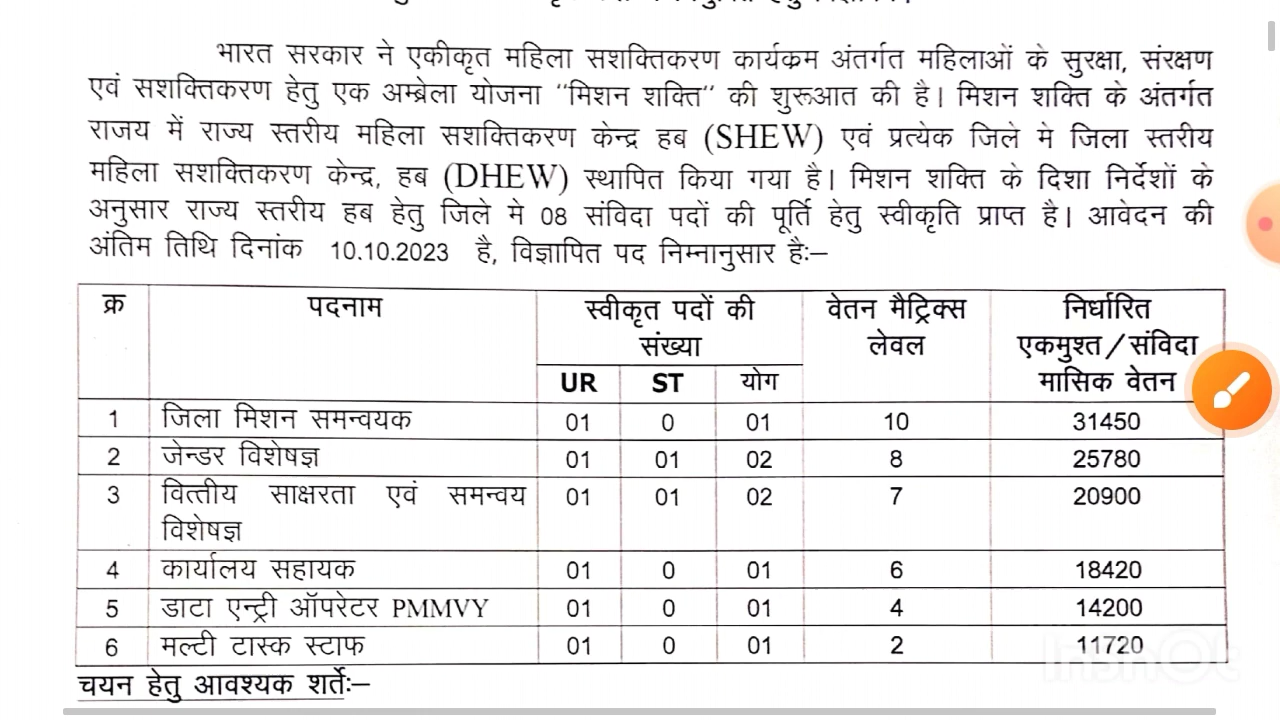 भारत सरकार ने एकीकृत महिला सशक्तिकरण कार्यक्रम अंतर्गत महिलाओं के सुरक्षा, संरक्षण
एवं सशक्तिकरण हेतु एक अम्ब्रेला योजना "मिशन शक्ति" की शुरूआत की है। मिशन शक्ति के अंतर्गत
राजय में राज्य स्तरीय महिला सशक्तिकरण केन्द्र हब (SHEW) एवं प्रत्येक जिले मे जिला स्तरीय
महिला सशक्तिकरण केन्द्र, हब (DHEW) स्थापित किया गया है। मिशन शक्ति के दिशा निर्देशों के
अनुसार राज्य स्तरीय हब हेतु जिले मे 08 संविदा पदों की पूर्ति हेतु स्वीकृति प्राप्त है। आवेदन की
अंतिम तिथि दिनांक 10.10.2023 है, विज्ञापित पद निम्नानुसार हैः–
क्र पदनाम स्वीकृत पदों की वेतन मैट्रिक्स निर्धारित
संख्या लेवल एकमुश्त/संविदा
UR ST योग मासिक वेतन
1 जिला मिशन समन्वयक 01 0 01 10 31450
2 जेन्डर विशेषज्ञ 01 01 02 8 25780
3 वित्तीय साक्षरता एवं समन्वय 01 01 02 7 20900
विशेषज्ञ
4 कार्यालय सहायक 01 0 01 6 18420
5 डाटा एन्ट्री ऑपरेटर PMMVY 01 0 01 4 14200
6 मल्टी टास्क स्टाफ 01 0 01 2 11720
चयन हेतु आवश्यक शर्तेः–